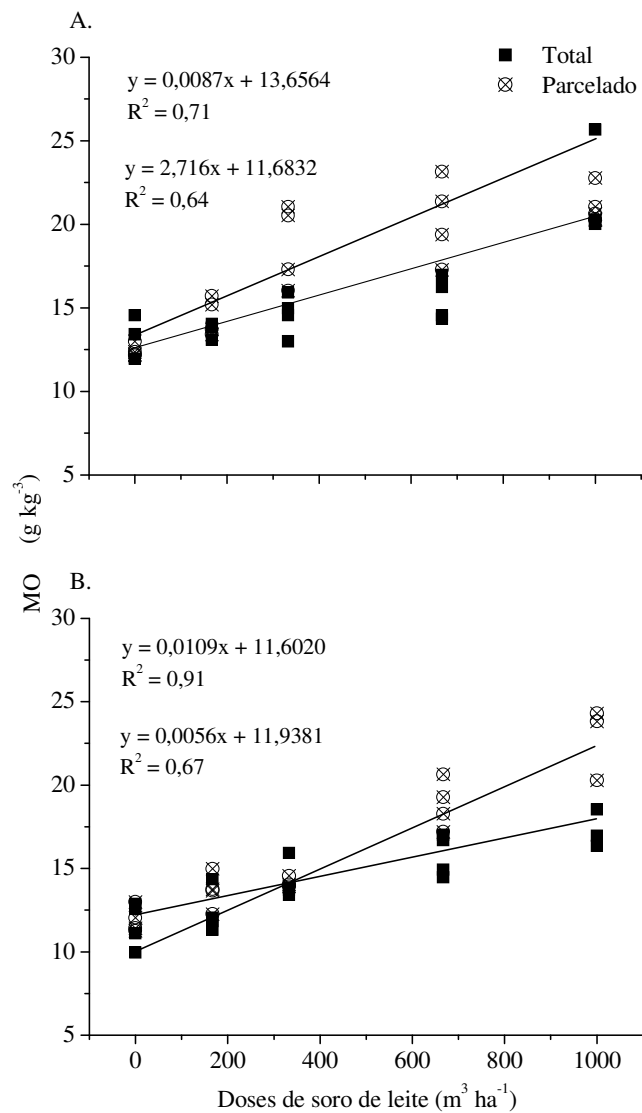 A.
Total
Parcelado
y = 0,0087x + 13,6564
R² = 0,71
y = 2,716x + 11,6832
R² = 0,64
30
25
20
15
10
5
MO (g kg⁻³)
B.
y = 0,0109x + 11,6020
R² = 0,91
y = 0,0056x + 11,9381
R² = 0,67
30
25
20
15
10
5
0 200 400 600 800 1000
Doses de soro de leite (m³ ha⁻¹)